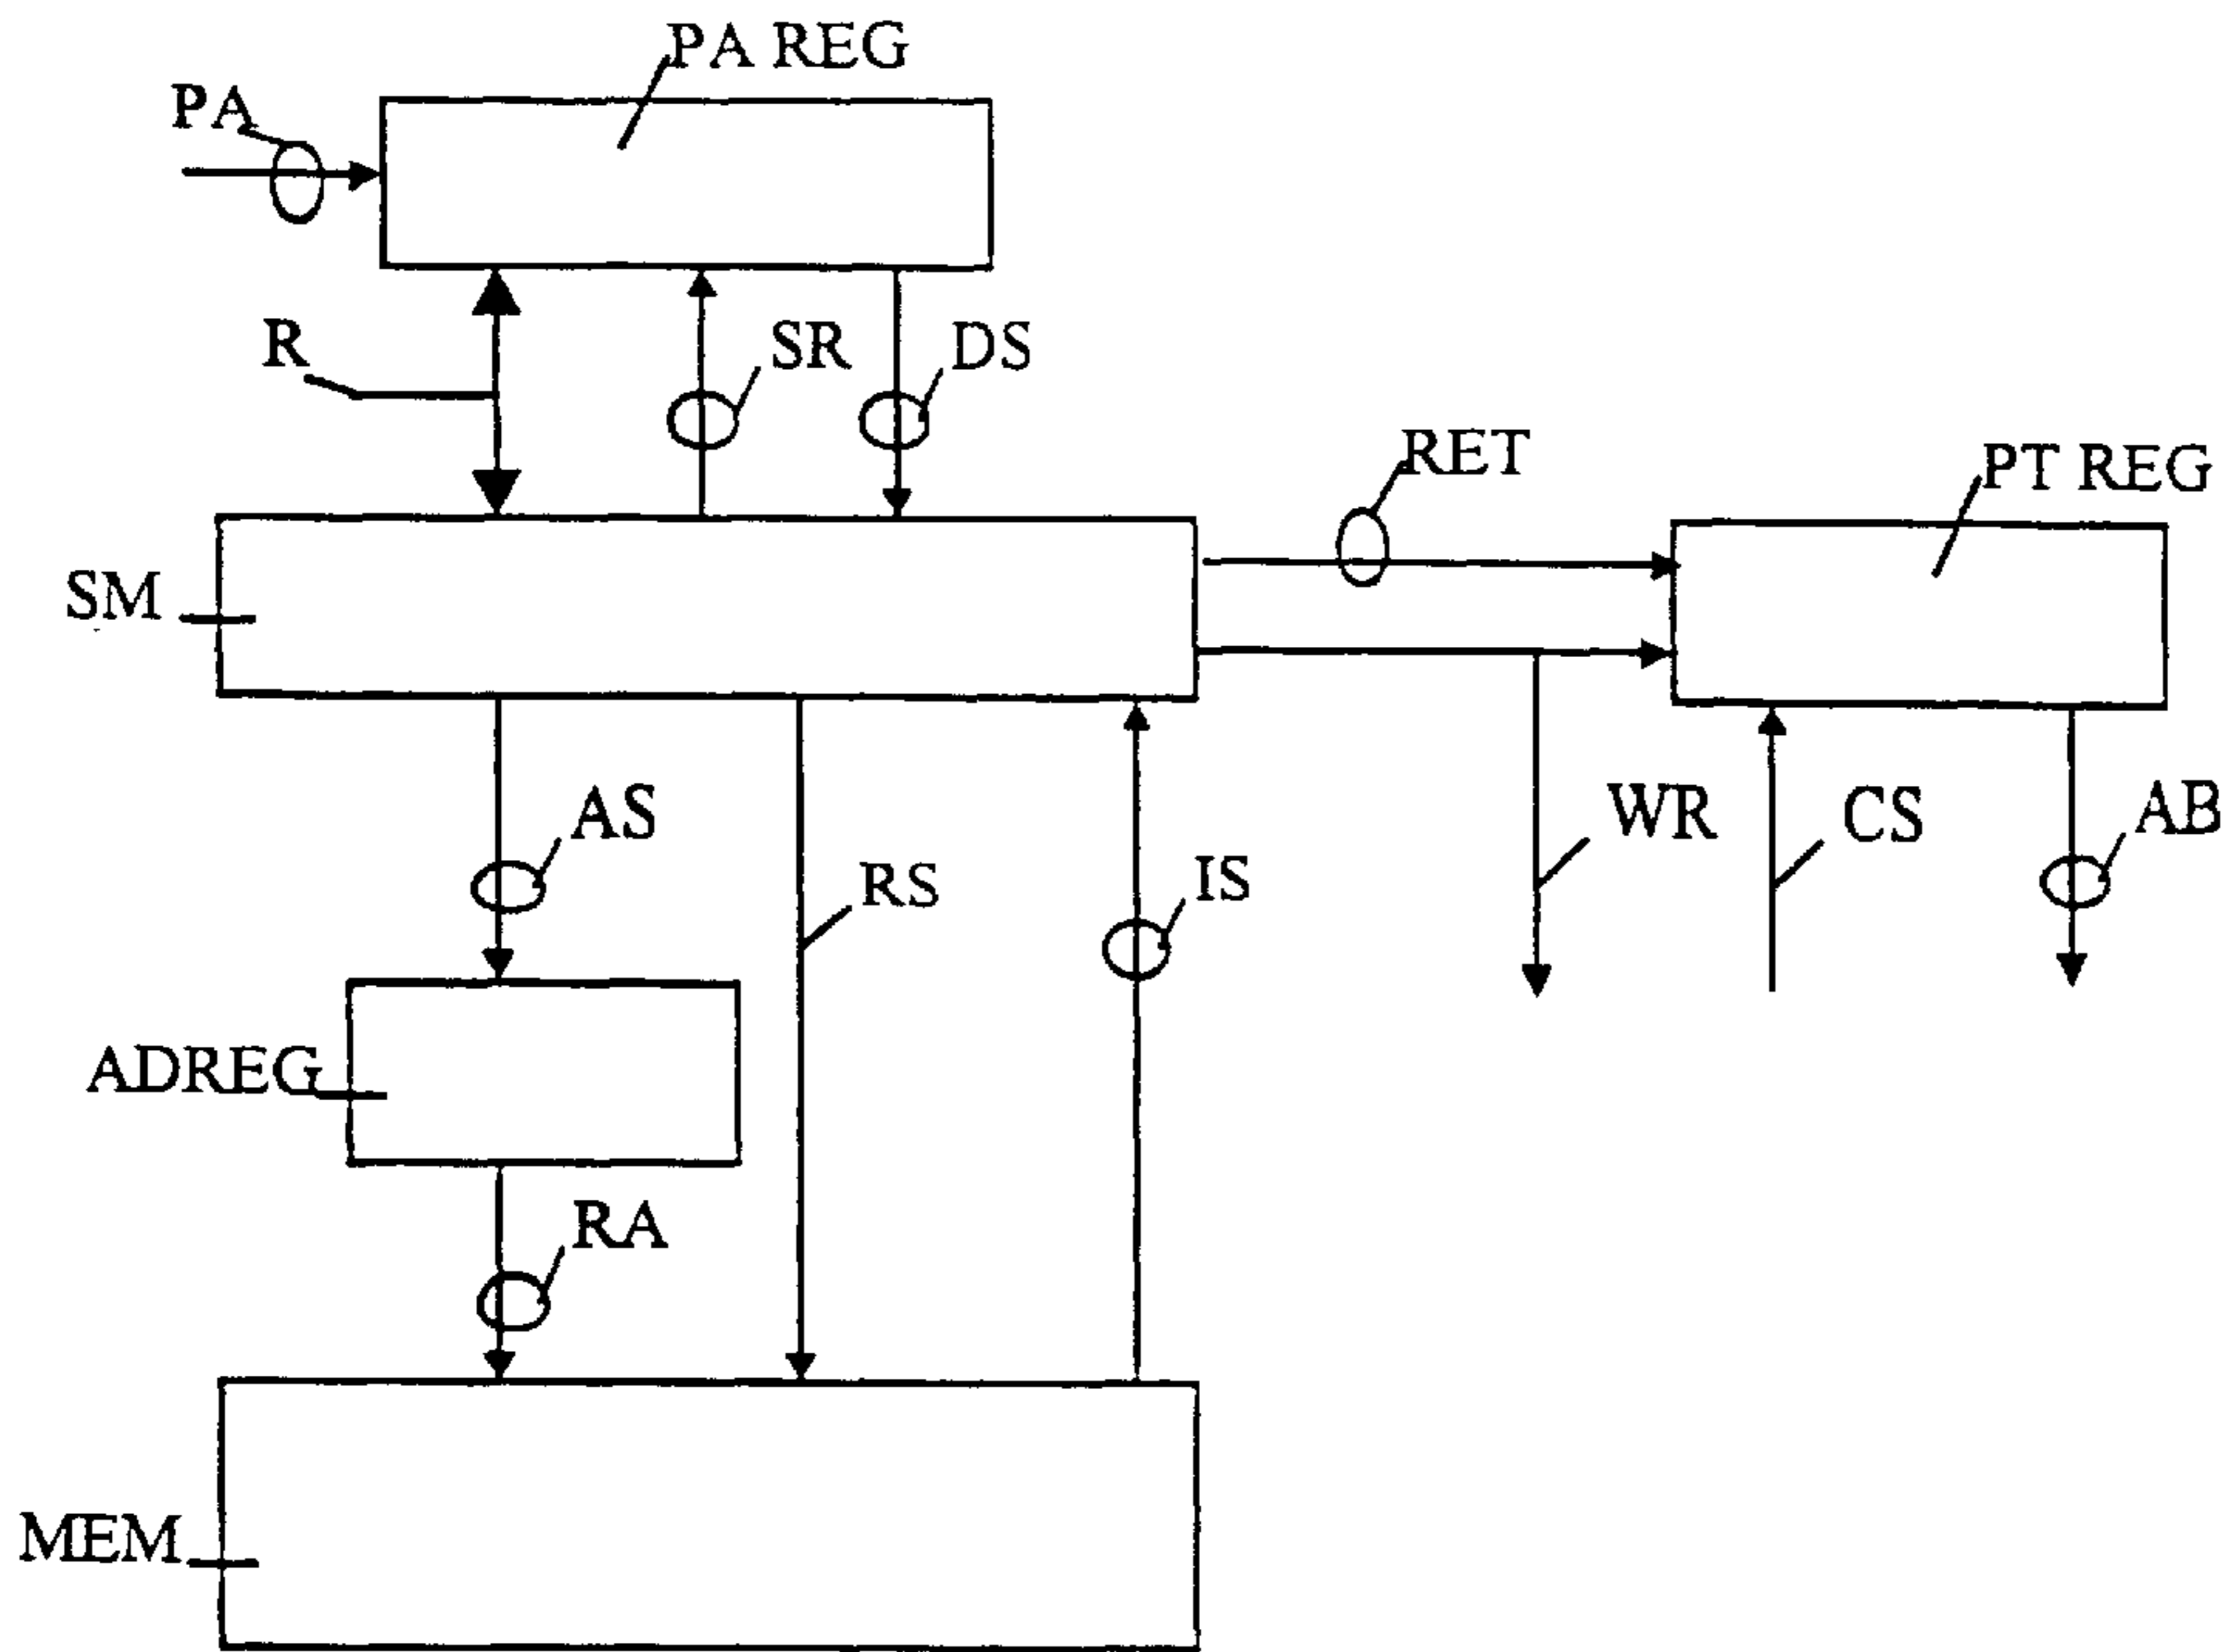 PA REG
PA
R
SR
DS
RET
PT REG
SM
AS
RS
IS
WR
CS
AB
ADREG
RA
MEM